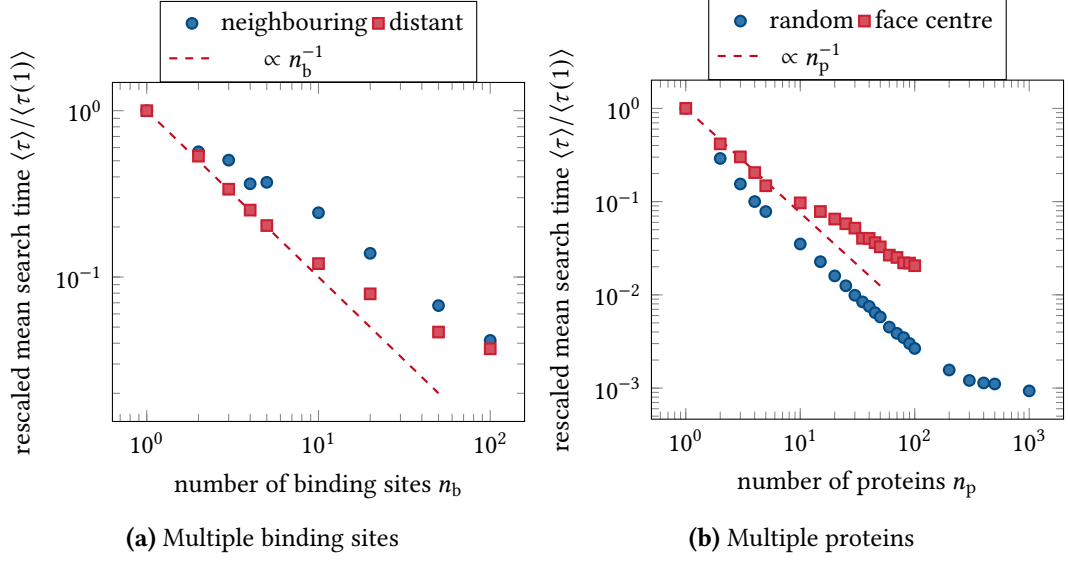 neighbouring distant
∝ n_b^{-1}
rescaled mean search time ⟨τ⟩/⟨τ(1)⟩
10^0
10^{-1}
10^0 10^1 10^2
number of binding sites n_b
(a) Multiple binding sites
random face centre
∝ n_p^{-1}
rescaled mean search time ⟨τ⟩/⟨τ(1)⟩
10^0
10^{-1}
10^{-2}
10^{-3}
10^0 10^1 10^2 10^3
number of proteins n_p
(b) Multiple proteins